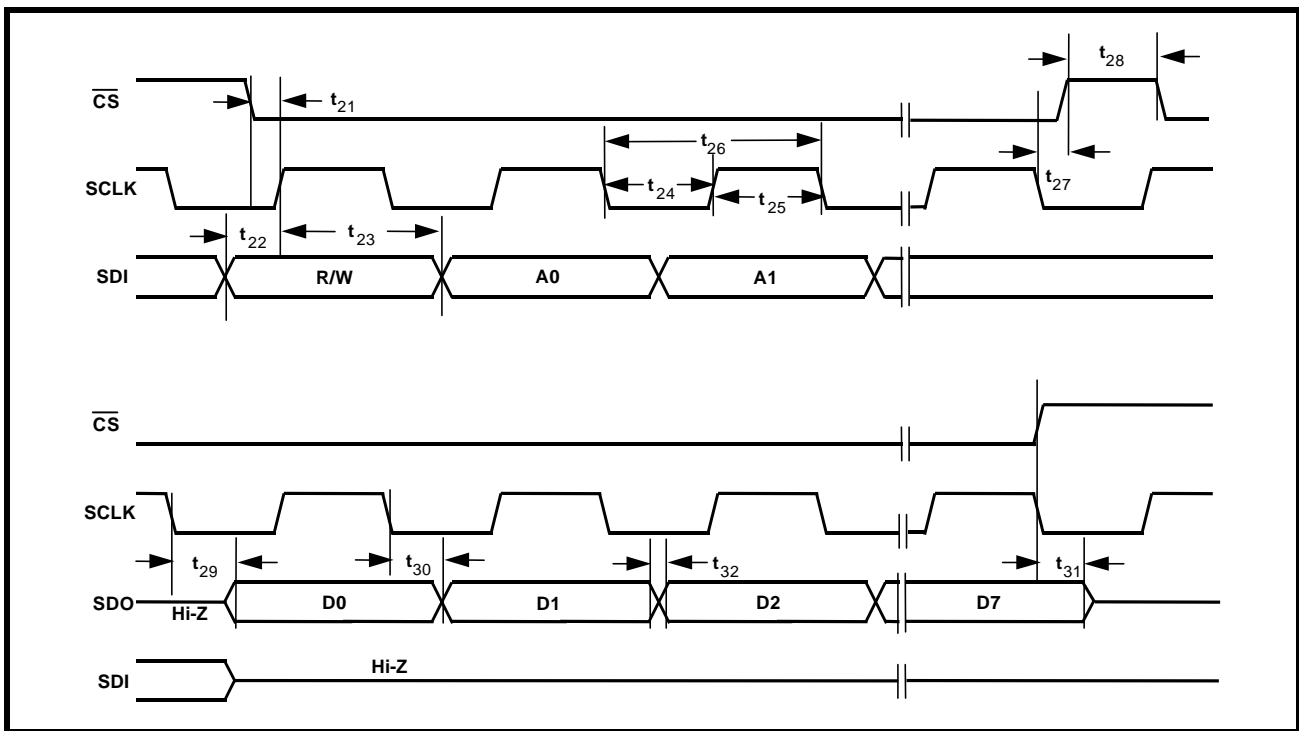 t28
CS
t21
t26
SCLK
t24
t25
t27
t22
t23
SDI
R/W
A0
A1
CS
SCLK
t29
t30
t32
t31
SDO
Hi-Z
D0
D1
D2
D7
SDI
Hi-Z